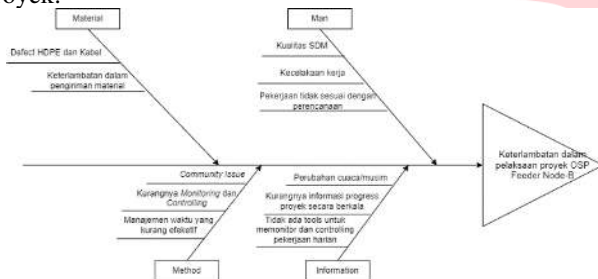 oyek.
Material
Man
Defect HDPE dan Kabel
Keterlambatan dalam
pengiriman material
Kualitas SDM
Kecelakaan kerja
Pekerjaan tidak sesuai dengan
perencanaan
Keterlambatan dalam
pelaksaan proyek OSP
Feeder Node-B
Community Issue
Kurangnya Monitoring dan
Controlling
Manajemen waktu yang
kurang efeketif
Perubahan cuaca/musim
Kurangnya informasi progress
proyek secara berkala
Tidak ada tools untuk
memonitor dan controlling
pekerjaan harian
Method
Information